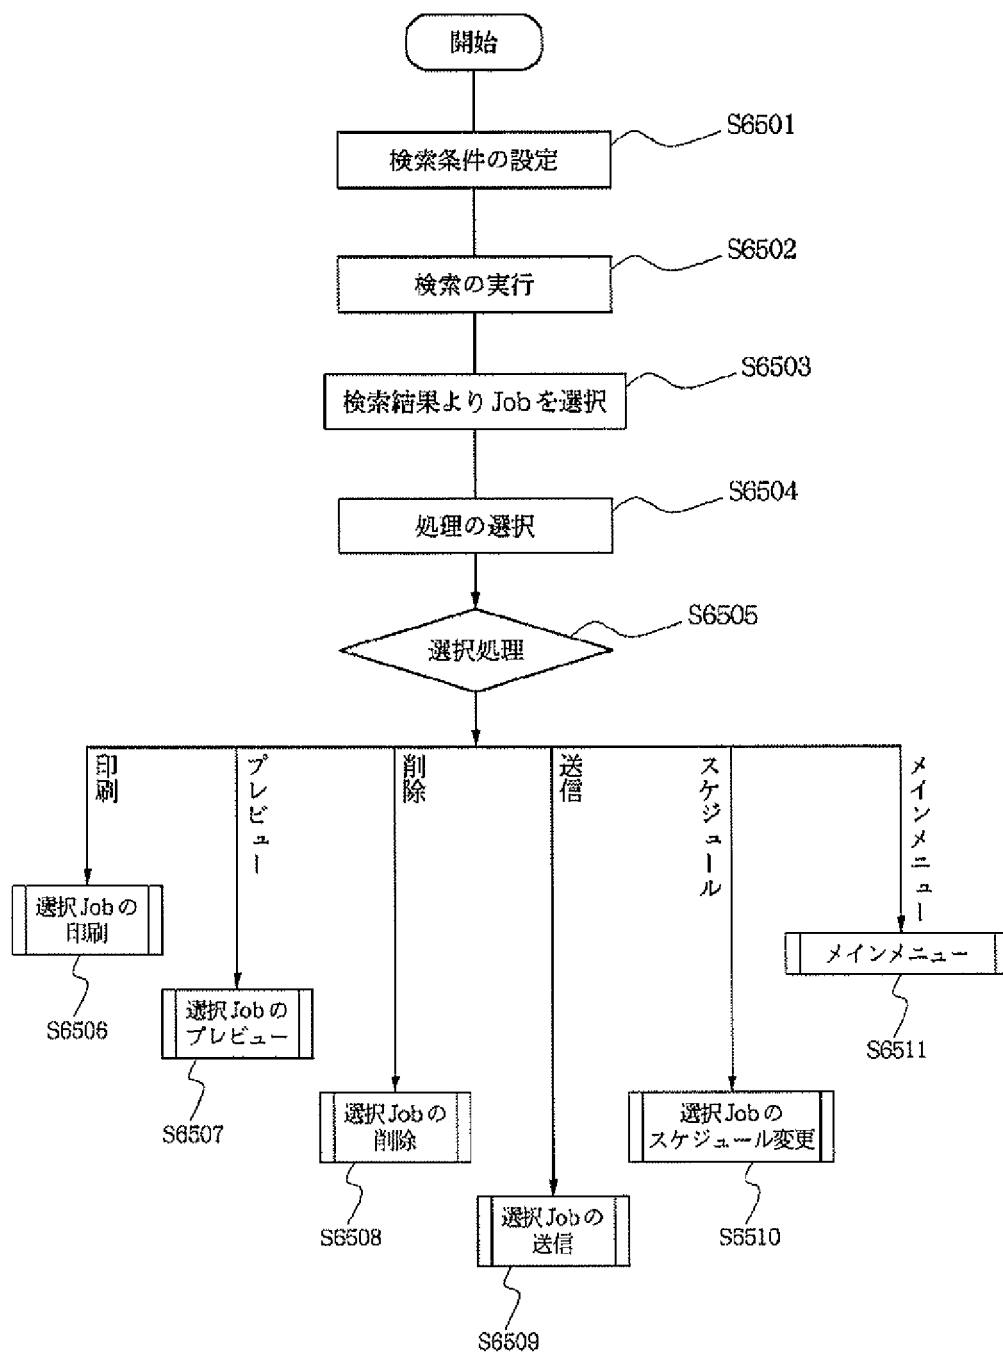 開始
S6501
検索条件の設定
S6502
検索の実行
S6503
検索結果よりJobを選択
S6504
処理の選択
S6505
選択処理
印刷
プレビュー
削除
送信
スケジュール
メインメニュー
選択Jobの
印刷
S6506
選択Jobの
プレビュー
S6507
選択Jobの
削除
S6508
選択Jobの
送信
S6509
選択Jobの
スケジュール変更
S6510
メインメニュー
S6511